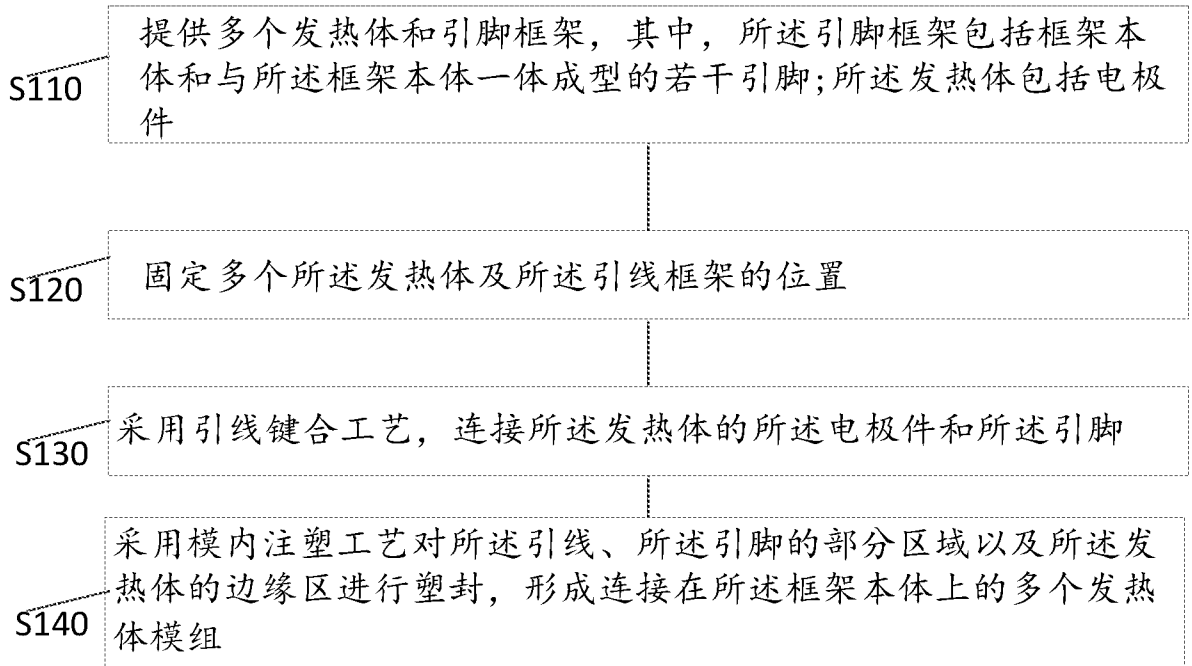 提供多个发热体和引脚框架，其中，所述引脚框架包括框架本
体和与所述框架本体一体成型的若干引脚;所述发热体包括电极
件
S110
固定多个所述发热体及所述引线框架的位置
S120
采用引线键合工艺，连接所述发热体的所述电极件和所述引脚
S130
采用模内注塑工艺对所述引线、所述引脚的部分区域以及所述发
热体的边缘区进行塑封，形成连接在所述框架本体上的多个发热
体模组
S140